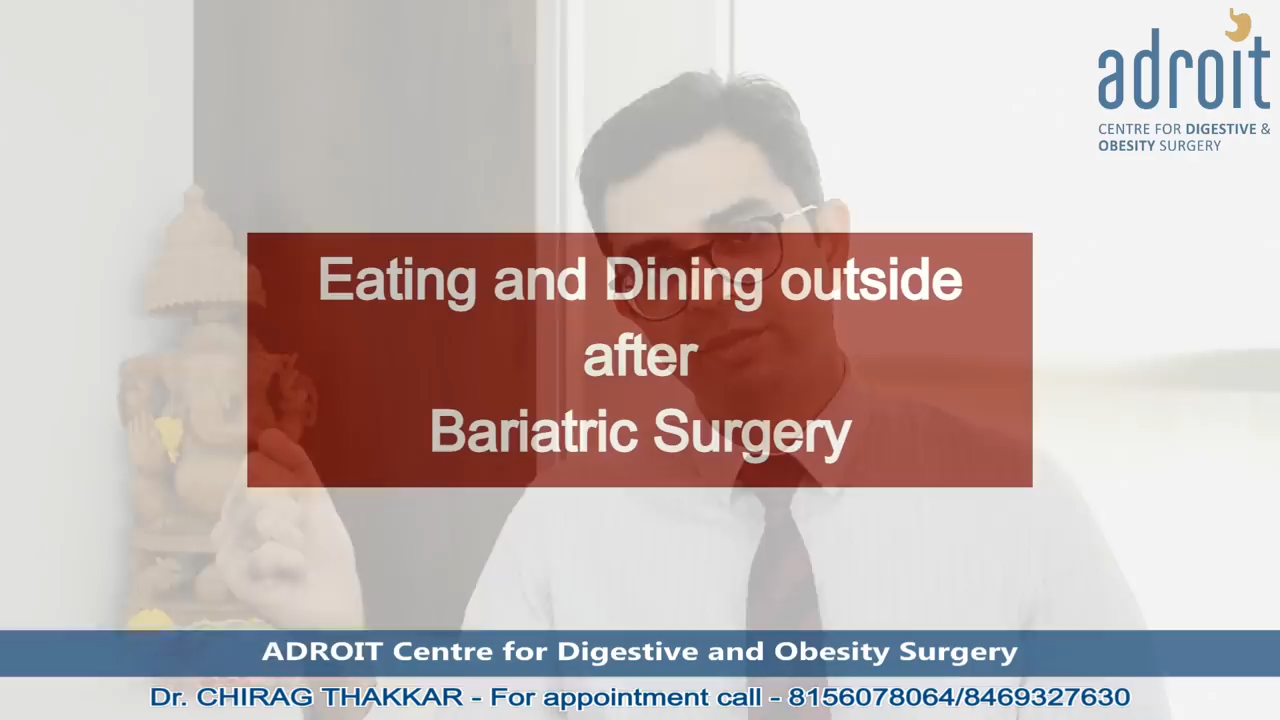 adroit
CENTRE FOR DIGESTIVE &
OBESITY SURGERY
Eating and Dining outside
after
Bariatric Surgery
ADROIT Centre for Digestive and Obesity Surgery
Dr. CHIRAG THAKKAR - For appointment call - 8156078064/8469327630